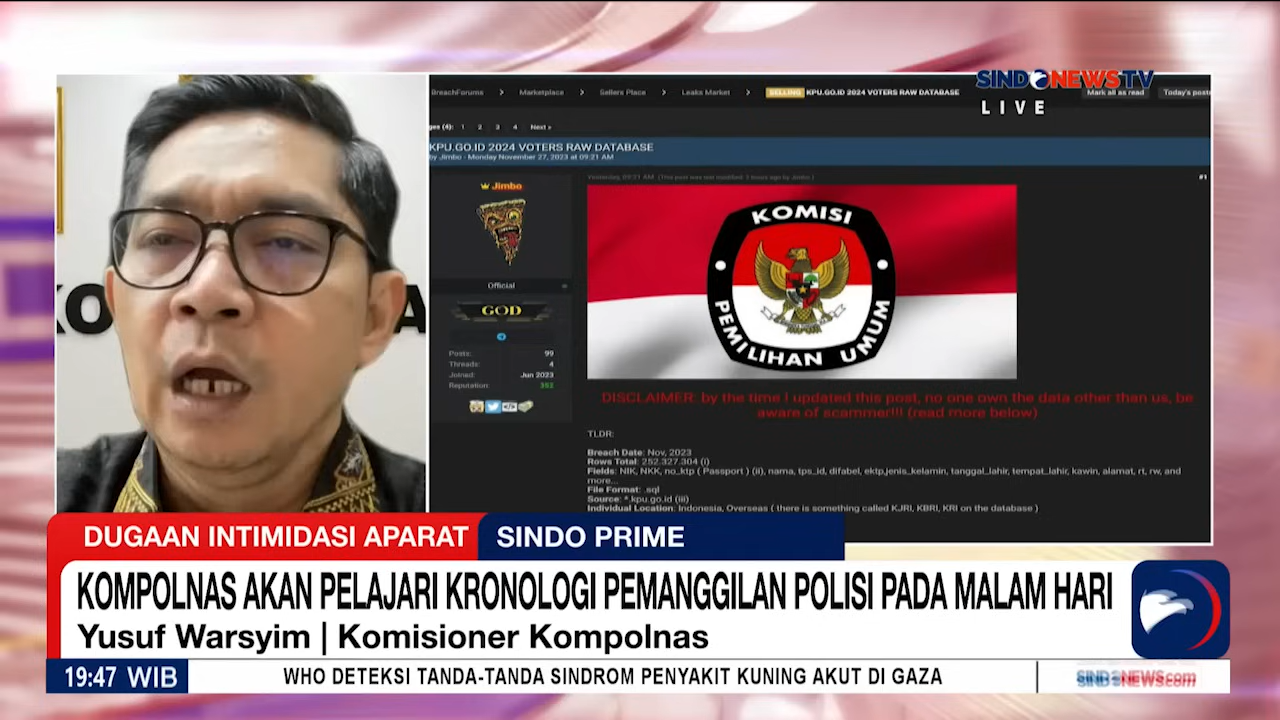 SINDONEWSTV
LIVE
BreachForums > Marketplace > Sellers Place > Leaks Market > SELLING KPU.GO.ID 2024 VOTERS RAW DATABASE
Mark all as read
Today's posts
ges (4): 1 2 3 4 Next »
KPU.GO.ID 2024 VOTERS RAW DATABASE
by Jimbo - Monday November 27, 2023 at 09:21 AM
#1
Jimbo
Official
GOD
Posts: 99
Threads: 4
Joined: Jun 2023
Reputation: 352
KOMISI
PEMILIHAN UMUM
DISCLAIMER: by the time I updated this post, no one own the data other than us, be
aware of scammer!!! (read more below)
TLDR:
Breach Date: Nov, 2023
Rows Total: 252.327.304 (i)
Fields: NIK, NKK, no_ktp ( Passport ) (ii), nama, tps_id, difabel, ektp,jenis_kelamin, tanggal_lahir, tempat_lahir, kawin, alamat, rt, rw, and
more...
File Format: .sql
Source: *.kpu.go.id (iii)
Individual Location: Indonesia, Overseas ( there is something called KJRI, KBRI, KRI on the database )
KO
A
DUGAAN INTIMIDASI APARAT
SINDO PRIME
KOMPOLNAS AKAN PELAJARI KRONOLOGI PEMANGGILAN POLISI PADA MALAM HARI
Yusuf Warsyim | Komisioner Kompolnas
19:47 WIB
WHO DETEKSI TANDA-TANDA SINDROM PENYAKIT KUNING AKUT DI GAZA
SINDONEWS.com